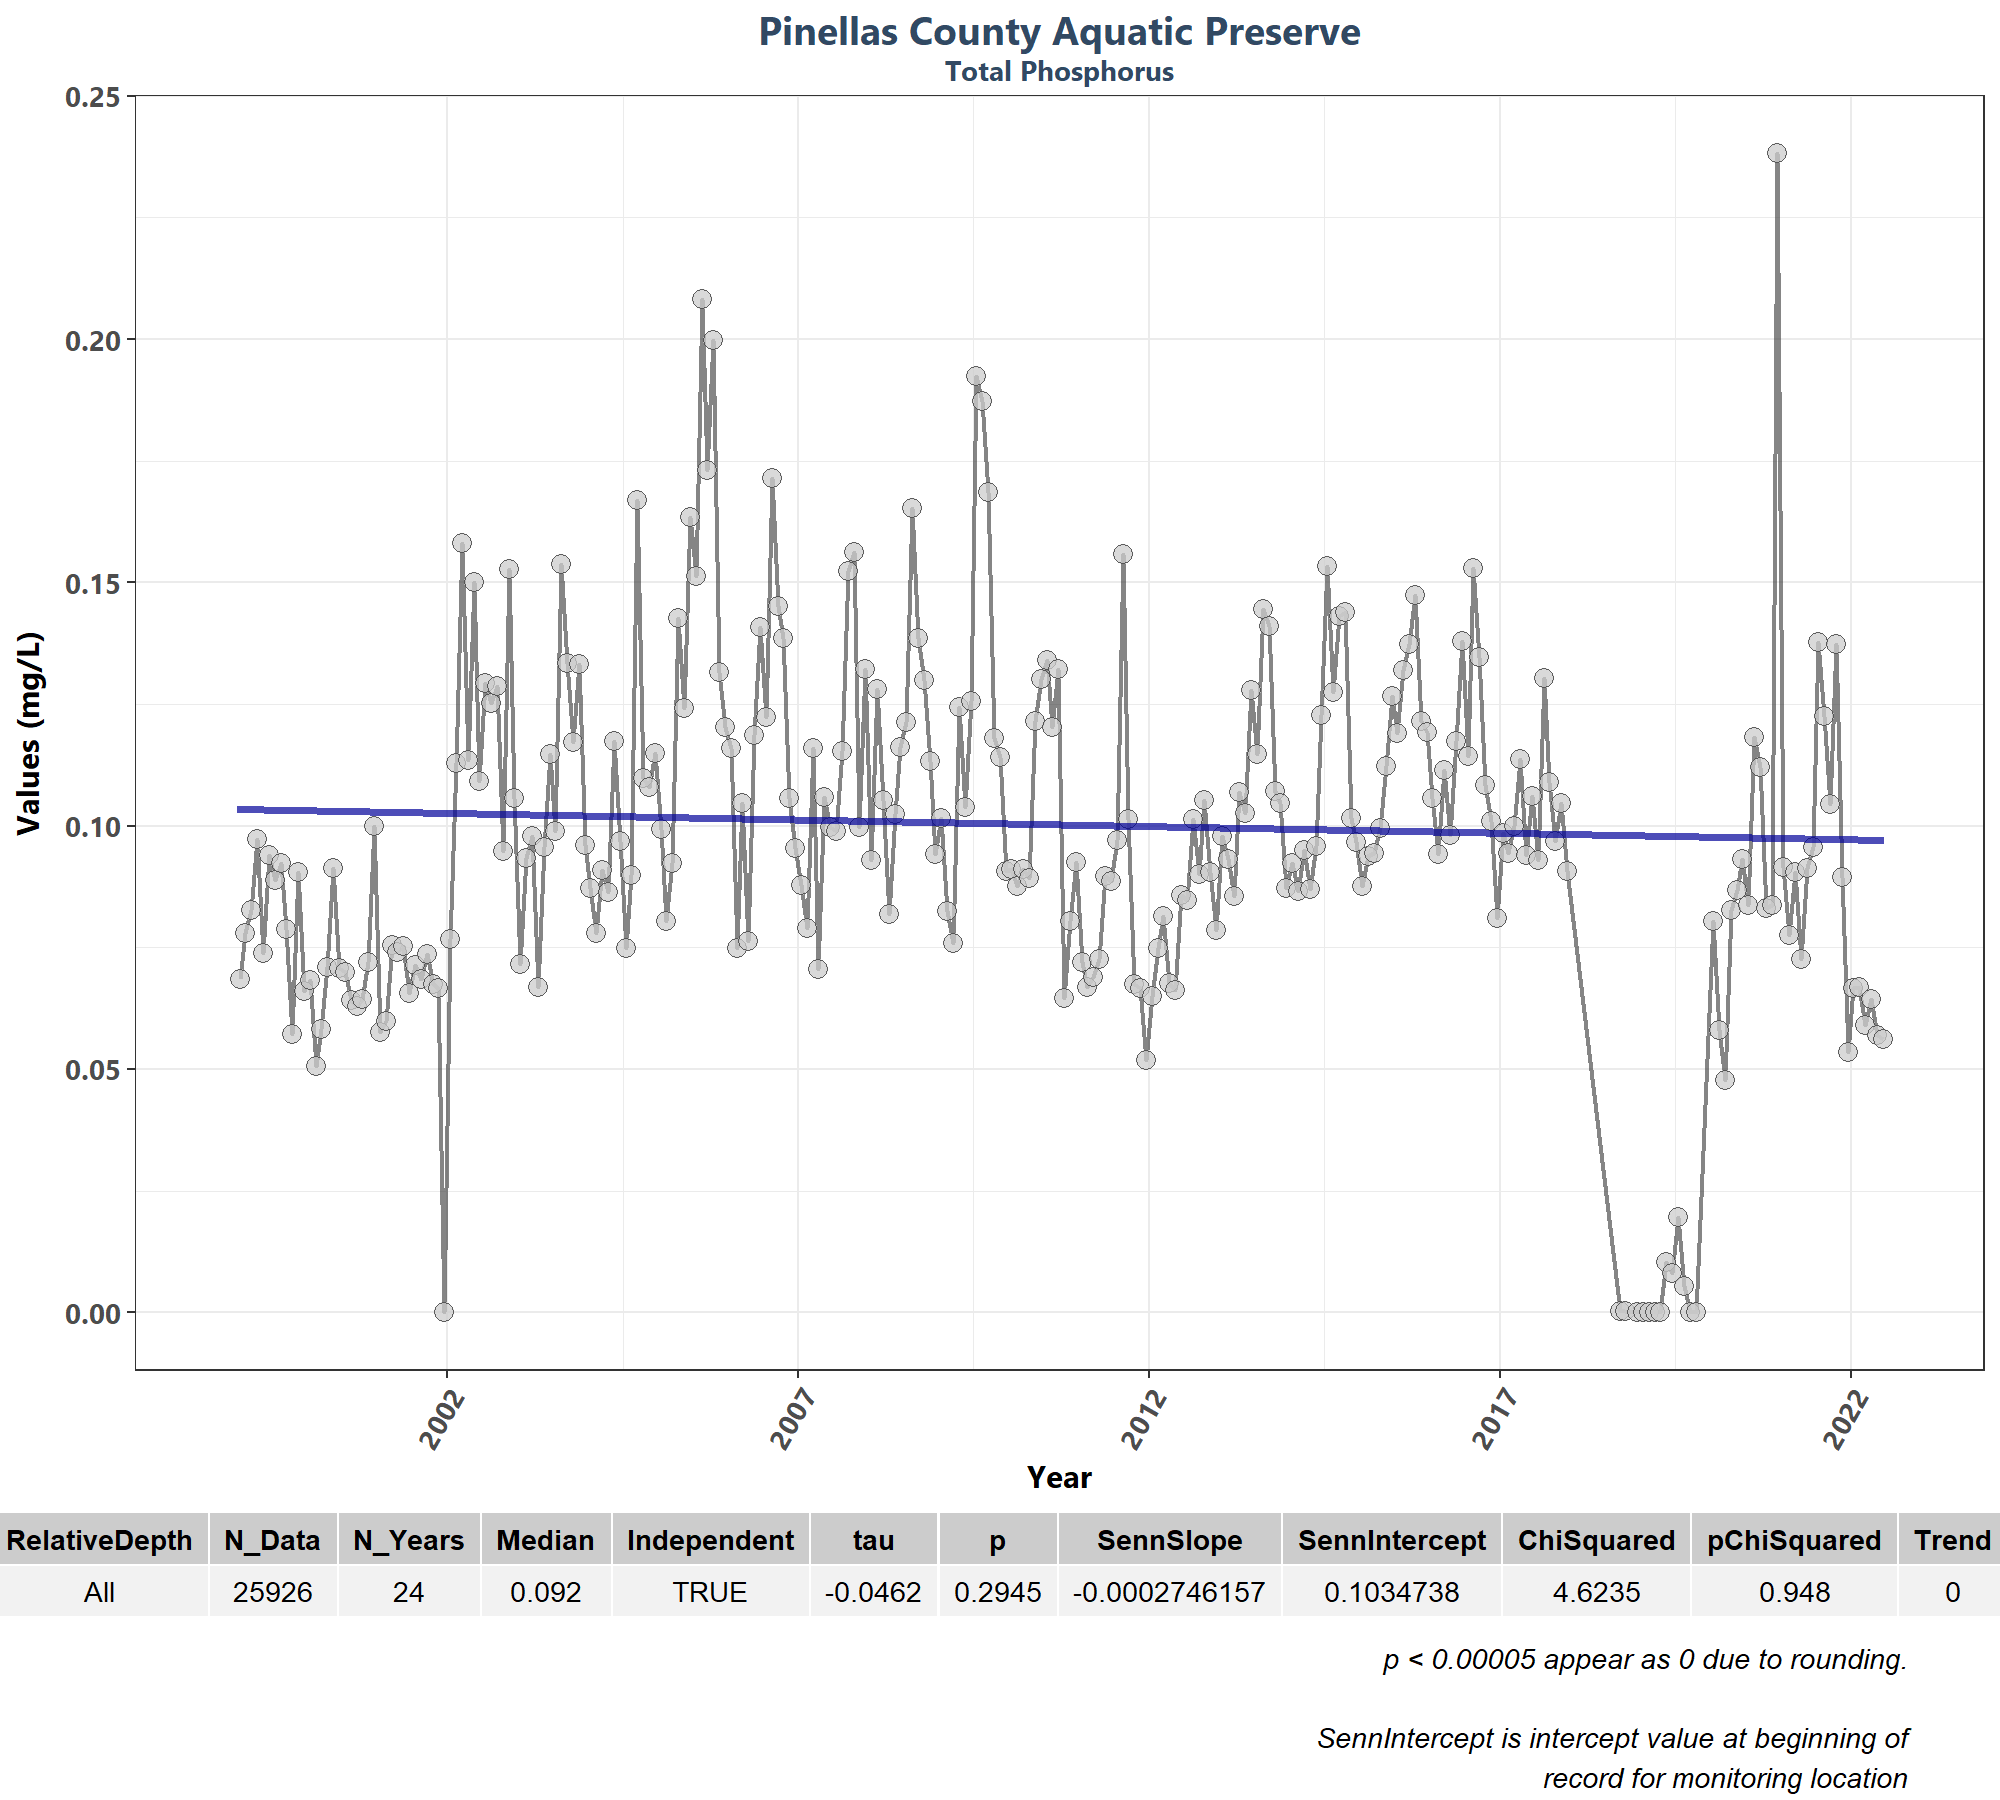 Pinellas County Aquatic Preserve
Total Phosphorus
0.25
0.20
0.15
0.10
0.05
0.00
Values (mg/L)
2002 2007 2012 2017 2022
Year
RelativeDepth N_Data N_Years Median Independent tau p SennSlope SennIntercept ChiSquared pChiSquared Trend
All 25926 24 0.092 TRUE -0.0462 0.2945 -0.0002746157 0.1034738 4.6235 0.948 0
p < 0.00005 appear as 0 due to rounding.
SennIntercept is intercept value at beginning of
record for monitoring location